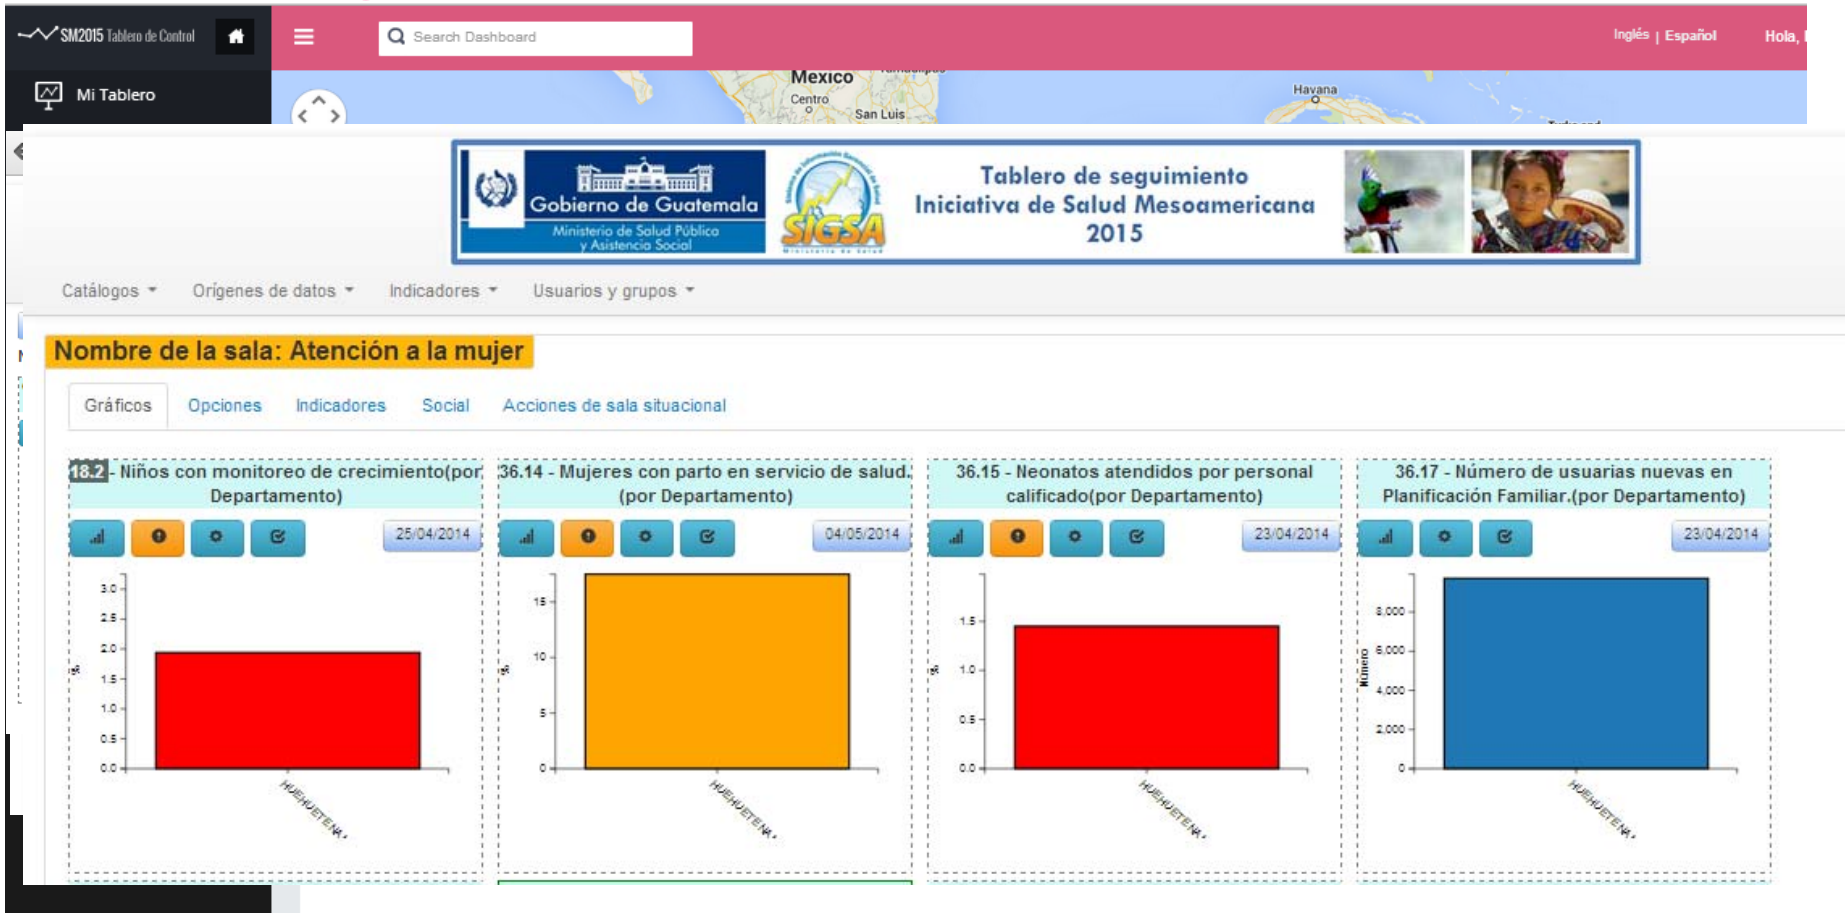 SM2015 Tablero de Control
Search Dashboard
Inglés | Español
Hola,
Mi Tablero
Mexico
Centro
San Luis
Havana
Gobierno de Guatemala
Ministerio de Salud Pública
y Asistencia Social
SIGSA
Tablero de seguimiento
Iniciativa de Salud Mesoamericana
2015
Catálogos
Orígenes de datos
Indicadores
Usuarios y grupos
Nombre de la sala: Atención a la mujer
Gráficos
Opciones
Indicadores
Social
Acciones de sala situacional
18.2 - Niños con monitoreo de crecimiento(por
Departamento)
25/04/2014
3.0
2.5
2.0
1.5
1.0
0.5
0.0
%
HUEHUETENA
36.14 - Mujeres con parto en servicio de salud.
(por Departamento)
04/05/2014
15
10
5
0
%
HUEHUETENA
36.15 - Neonatos atendidos por personal
calificado(por Departamento)
23/04/2014
1.5
1.0
0.5
0.0
%
HUEHUETENA
36.17 - Número de usuarias nuevas en
Planificación Familiar.(por Departamento)
23/04/2014
8,000
6,000
4,000
2,000
0
Número
HUEHUETENA